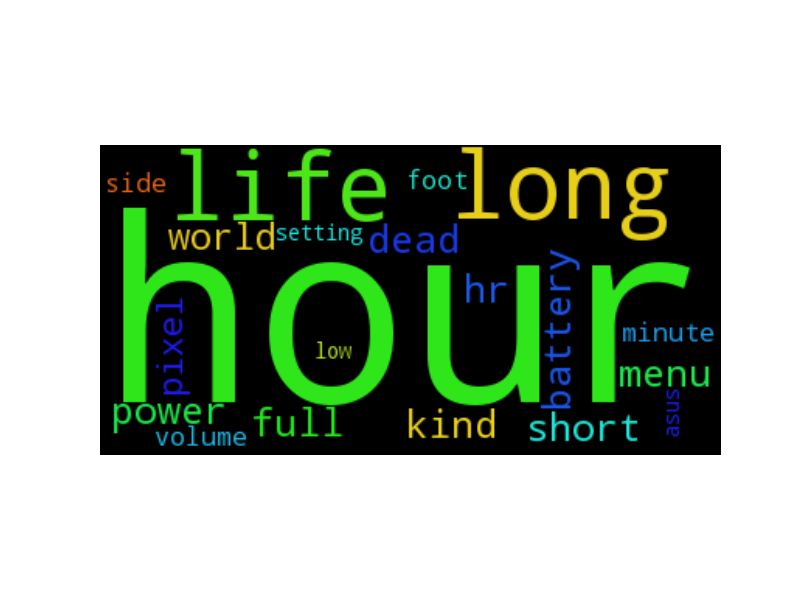 life
long
side
foot
world
setting
dead
hour
hr
battery
pixel
low
minute
menu
asus
power
full
kind
short
volume